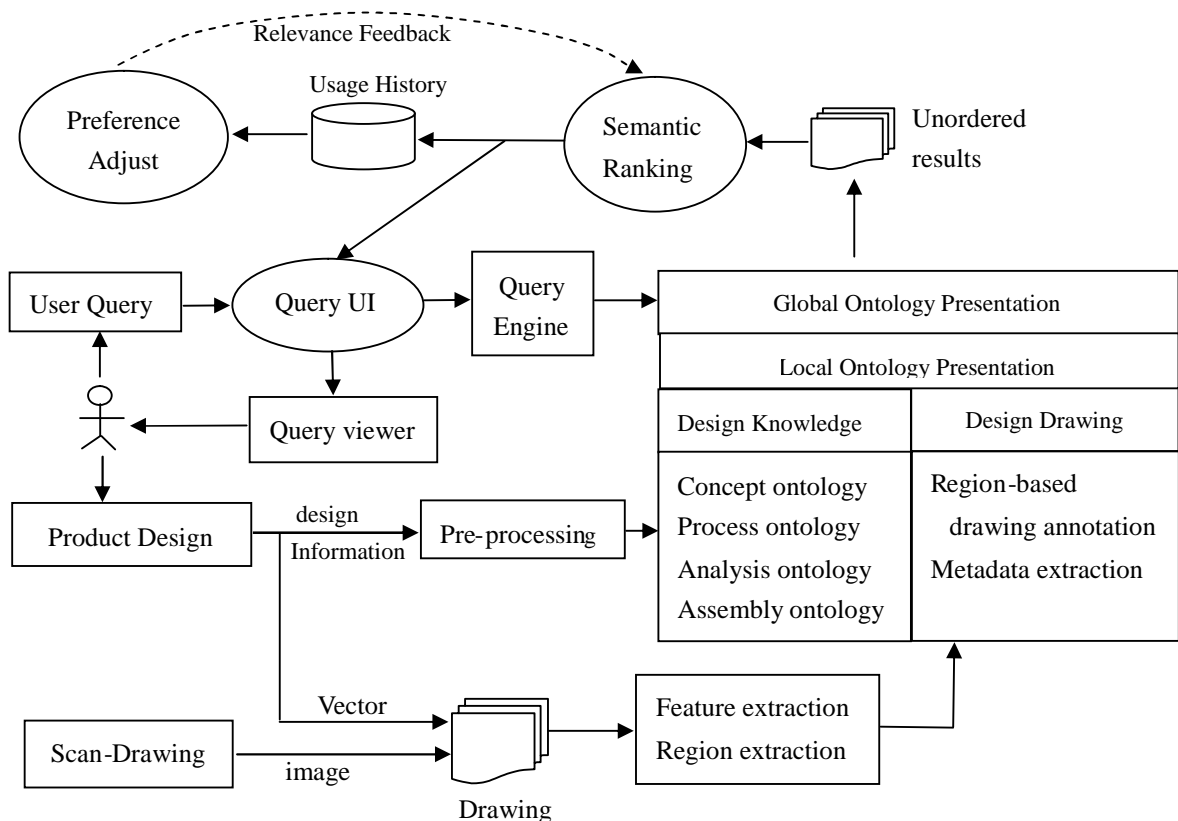 Relevance Feedback
Usage History
Preference
Adjust
Semantic
Ranking
Unordered
results
User Query
Query UI
Query
Engine
Global Ontology Presentation
Local Ontology Presentation
Query viewer
Design Knowledge
Design Drawing
Concept ontology
Process ontology
Analysis ontology
Assembly ontology
Region-based
drawing annotation
Metadata extraction
Product Design
design
Information
Pre-processing
Vector
Feature extraction
Region extraction
Scan-Drawing
image
Drawing